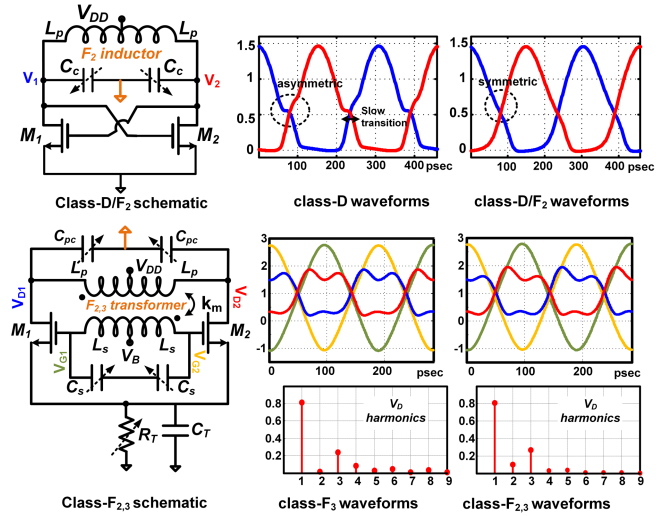 V_DD
L_p
L_p
F_2 inductor
V_1
C_c
C_c
V_2
M_1
M_2
Class-D/F_2 schematic
1.5
1
0.5
0
0
100
200
300
400
psec
asymmetric
Slow
transition
class-D waveforms
1.5
1
0.5
0
0
100
200
300
400
psec
symmetric
class-D/F_2 waveforms
C_pc
C_pc
L_p
V_DD
L_p
F_2,3 transformer
k_m
V_D1
V_D2
M_1
M_2
L_s
V_B
L_s
V_G1
V_G2
C_s
C_s
R_T
C_T
Class-F_2,3 schematic
3
2
1
0
-1
0
100
200
psec
3
2
1
0
-1
0
100
200
psec
0.8
0.6
0.4
0.2
V_D
harmonics
1 2 3 4 5 6 7 8 9
class-F_3 waveforms
0.8
0.6
0.4
0.2
V_D
harmonics
1 2 3 4 5 6 7 8 9
class-F_2,3 waveforms